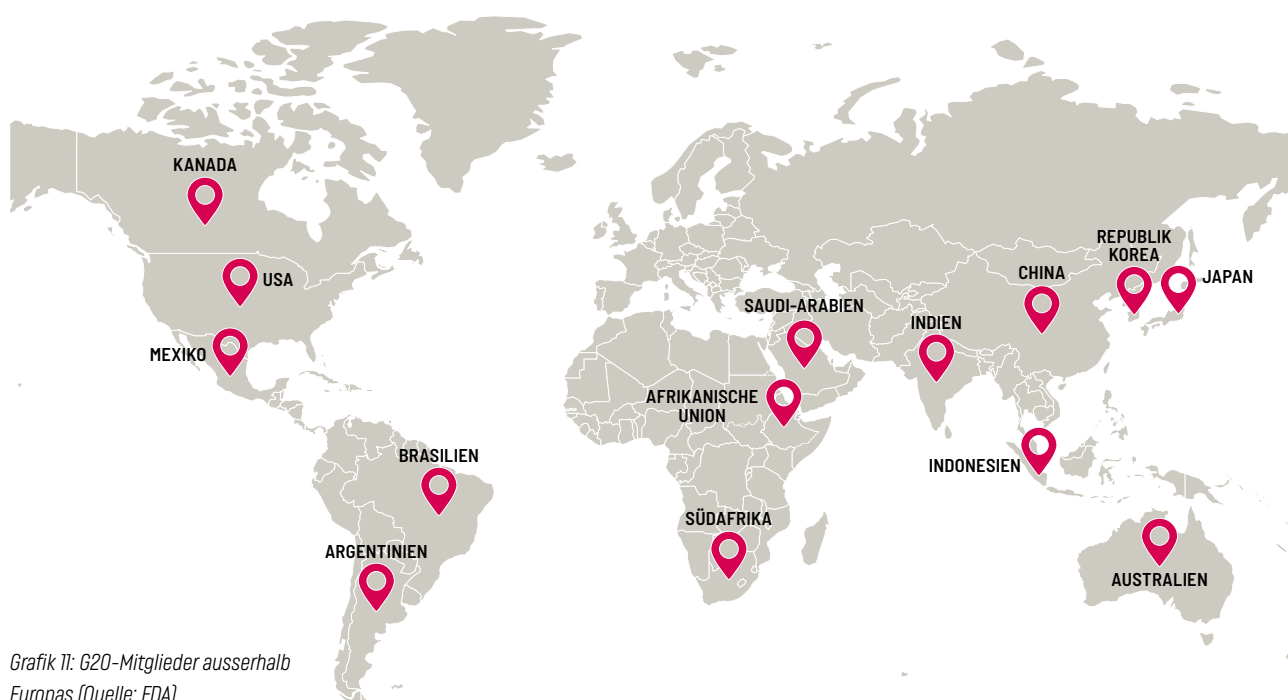 KANADA
USA
MEXIKO
BRASILIEN
ARGENTINIEN
SAUDI-ARABIEN
AFRIKANISCHE
UNION
SÜDAFRIKA
INDIEN
CHINA
REPUBLIK
KOREA
JAPAN
INDONESIEN
AUSTRALIEN
Grafik 11: G20-Mitglieder ausserhalb
Europas (Quelle: EDA)